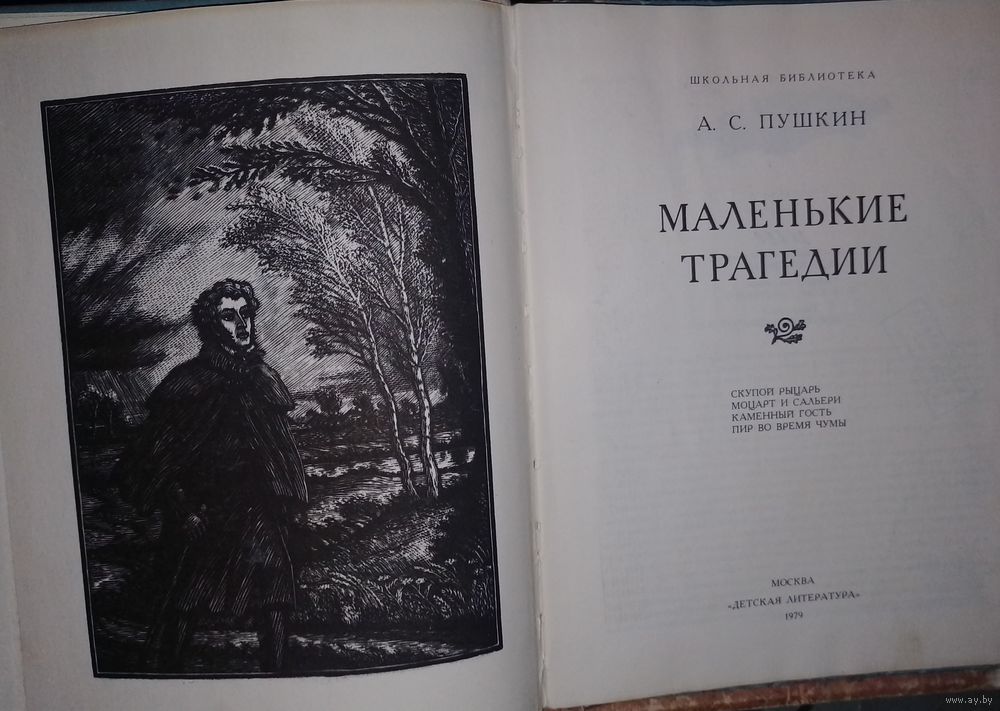 ШКОЛЬНАЯ БИБЛИОТЕКА
А. С. ПУШКИН
МАЛЕНЬКИЕ
ТРАГЕДИИ
СКУПОЙ РЫЦАРЬ
МОЦАРТ И САЛЬЕРИ
КАМЕННЫЙ ГОСТЬ
ПИР ВО ВРЕМЯ ЧУМЫ
МОСКВА
«ДЕТСКАЯ ЛИТЕРАТУРА»
1979
www.ay.by